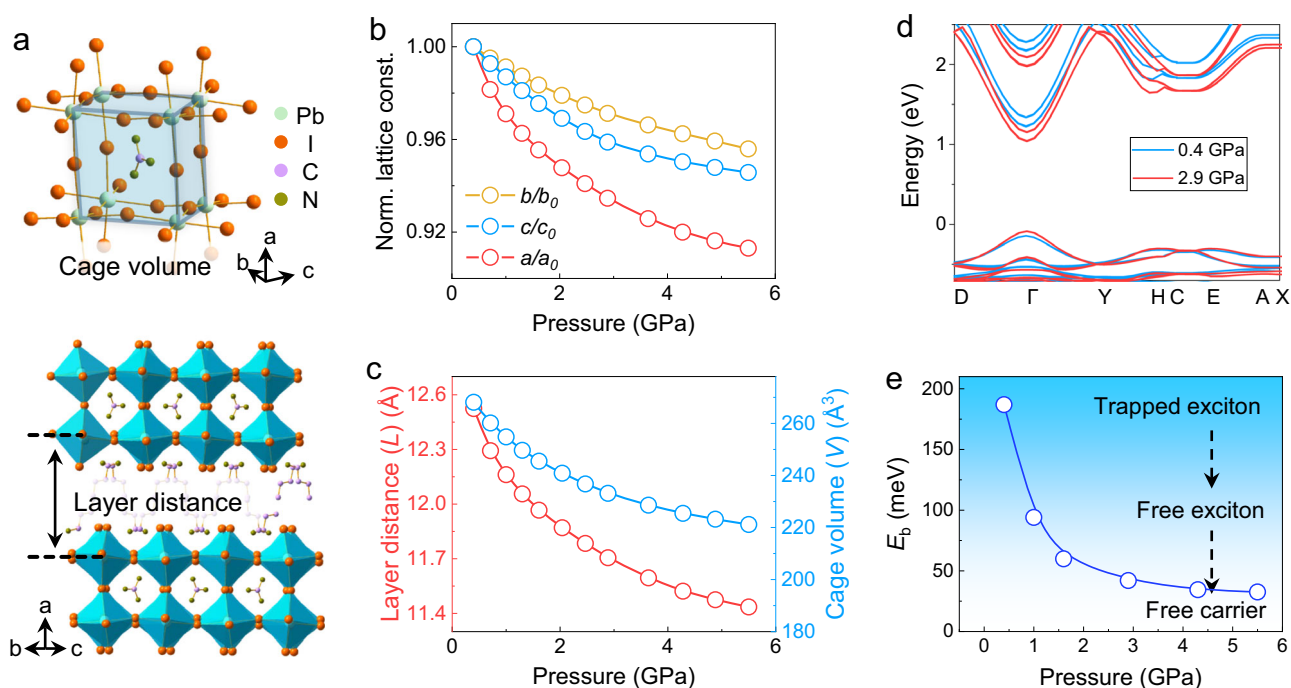 a
Pb
I
C
N
Cage volume
a
b
c
Layer distance
a
b
c
b
1.00
0.96
0.92
Norm. lattice const.
b/b0
c/c0
a/a0
0
2
4
6
Pressure (GPa)
c
12.6
12.3
12.0
11.7
11.4
Layer distance (L) (Å)
260
240
220
200
180
Cage volume (V) (Å³)
0
2
4
6
Pressure (GPa)
d
2
1
0
Energy (eV)
0.4 GPa
2.9 GPa
D Γ Y H C E A X
e
200
150
100
50
0
Eb (meV)
Trapped exciton
Free exciton
Free carrier
0 1 2 3 4 5 6
Pressure (GPa)